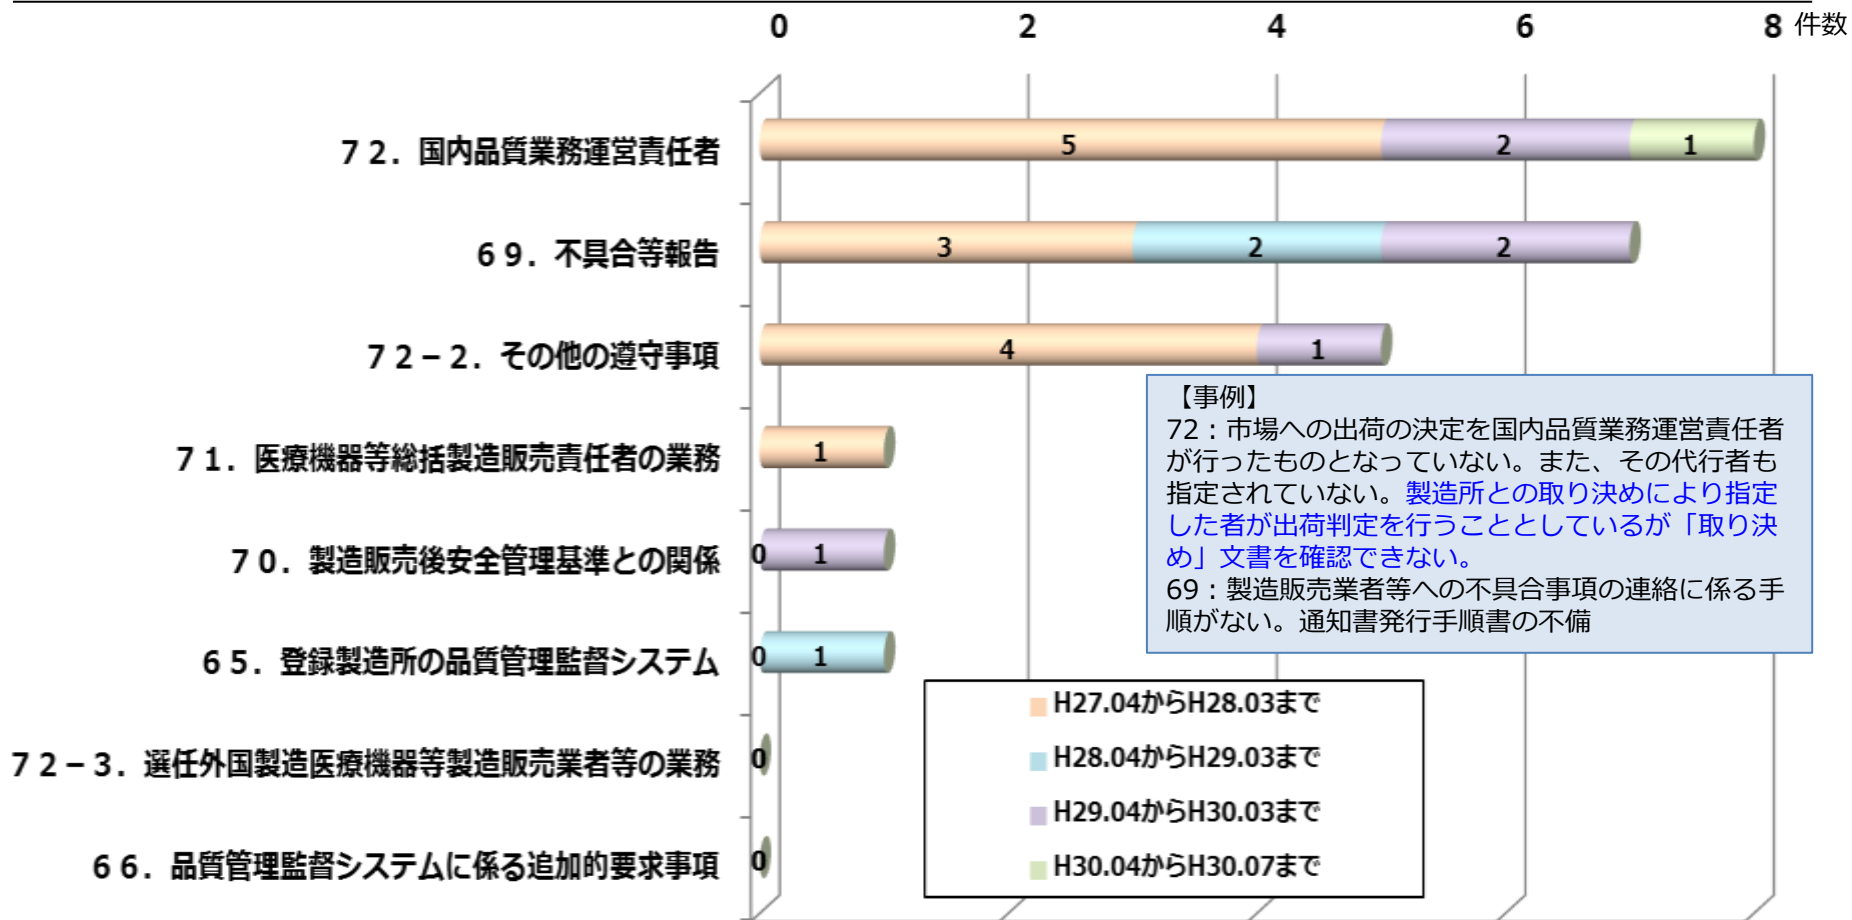 0 2 4 6 8 件数
７２．国内品質業務運営責任者 5 2 1
６９．不具合等報告 3 2 2
７２－２．その他の遵守事項 4 1
７１．医療機器等総括製造販売責任者の業務 1
７０．製造販売後安全管理基準との関係 0 1
６５．登録製造所の品質管理監督システム 0 1
７２－３．選任外国製造医療機器等製造販売業者等の業務 0
６６．品質管理監督システムに係る追加的要求事項 0
【事例】
72：市場への出荷の決定を国内品質業務運営責任者
が行ったものとなっていない。また、その代行者も
指定されていない。製造所との取り決めにより指定
した者が出荷判定を行うこととしているが「取り決
め」文書を確認できない。
69：製造販売業者等への不具合事項の連絡に係る手
順がない。通知書発行手順書の不備
H27.04からH28.03まで
H28.04からH29.03まで
H29.04からH30.03まで
H30.04からH30.07まで